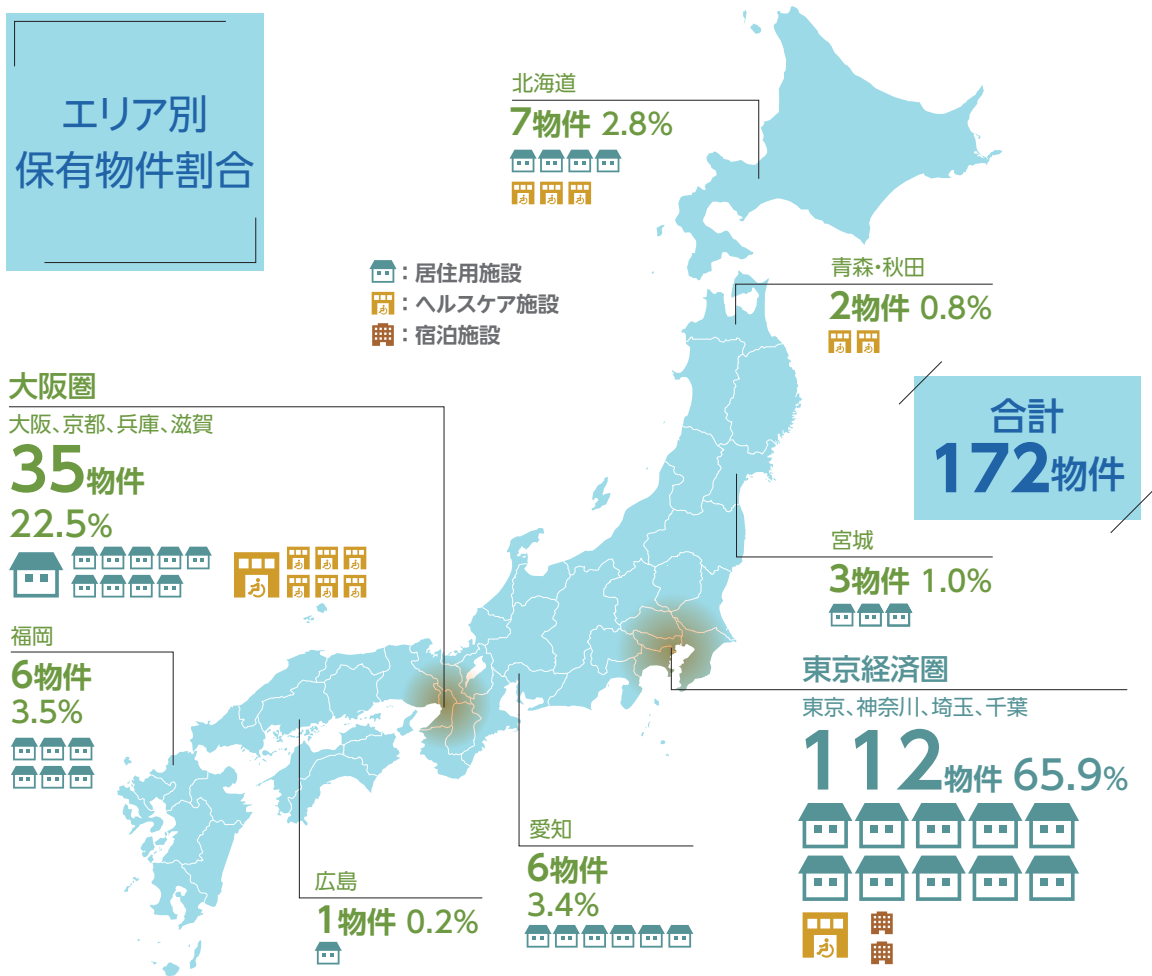 エリア別
保有物件割合
北海道
7物件 2.8%
：居住用施設
：ヘルスケア施設
：宿泊施設
青森・秋田
2物件 0.8%
合計
172物件
大阪圏
大阪、京都、兵庫、滋賀
35物件
22.5%
宮城
3物件 1.0%
福岡
6物件
3.5%
東京経済圏
東京、神奈川、埼玉、千葉
112物件 65.9%
愛知
6物件
3.4%
広島
1物件 0.2%